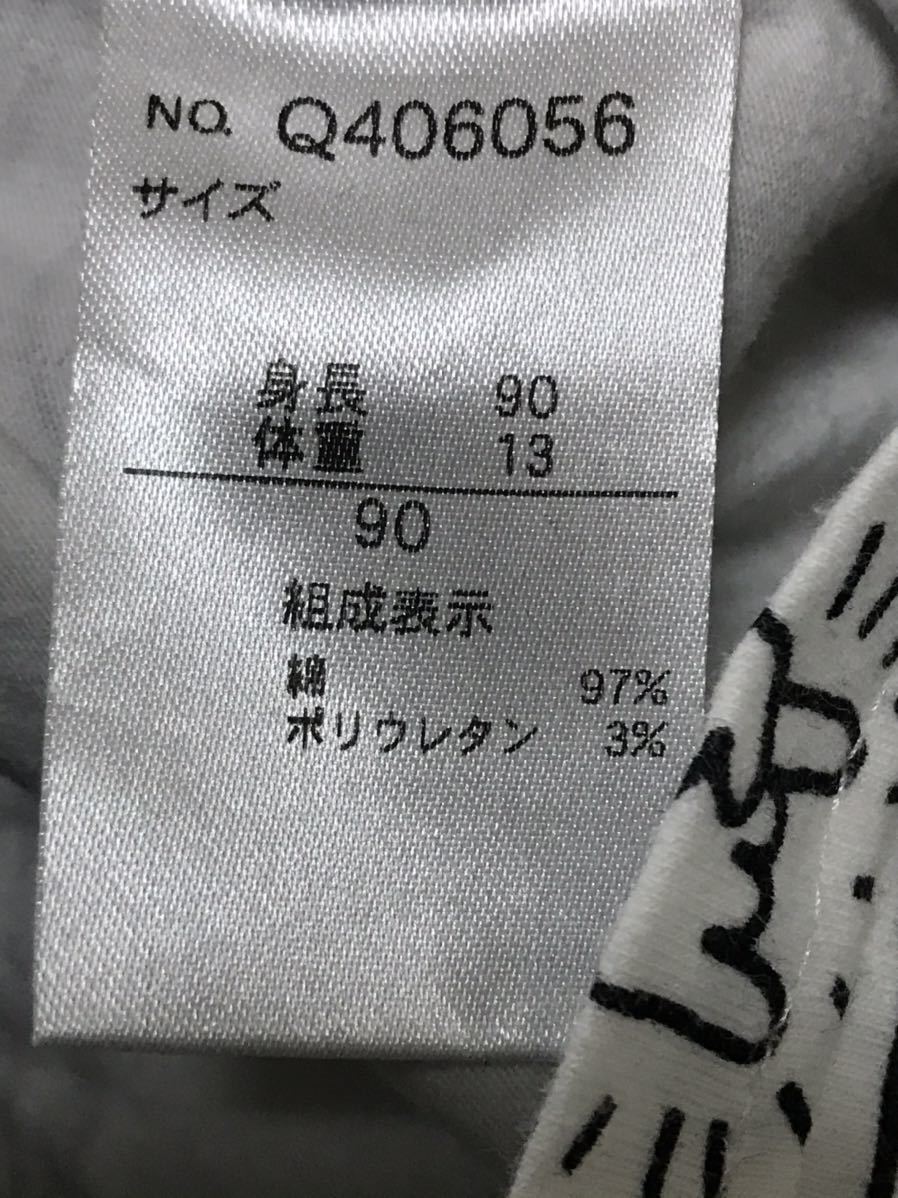 NO. Q406056
サイズ
身長 90
体重 13
90
組成表示
綿 97%
ポリウレタン 3%